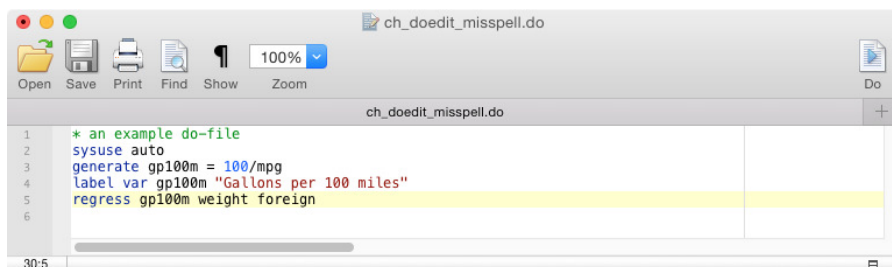 ch_doedit_misspell.do
100%
Open Save Print Find Show Zoom Do
ch_doedit_misspell.do
1 * an example do-file
2 sysuse auto
3 generate gp100m = 100/mpg
4 label var gp100m "Gallons per 100 miles"
5 regress gp100m weight foreign
6
30:5